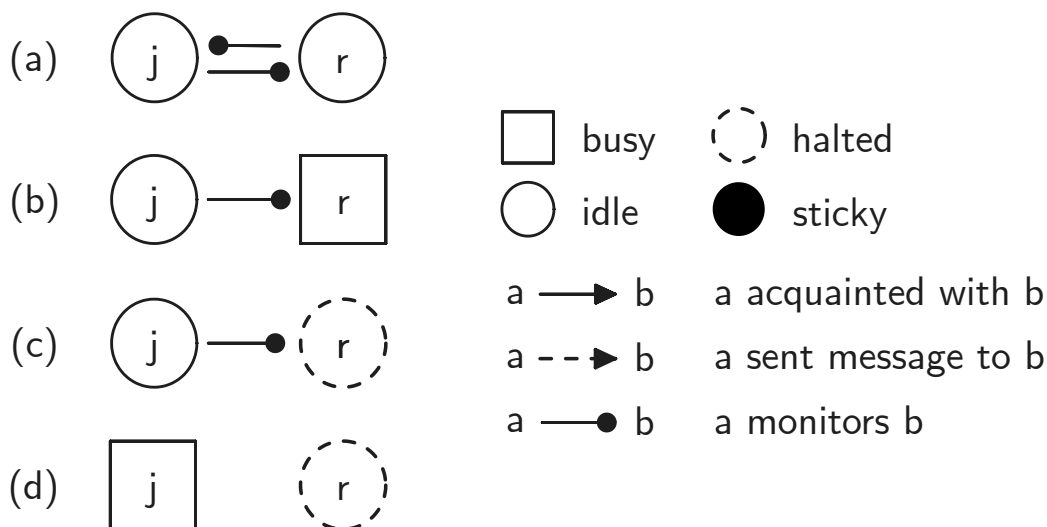 (a) j r
(b) j r
(c) j r
(d) j r
busy halted
idle sticky
a b a acquainted with b
a b a sent message to b
a b a monitors b